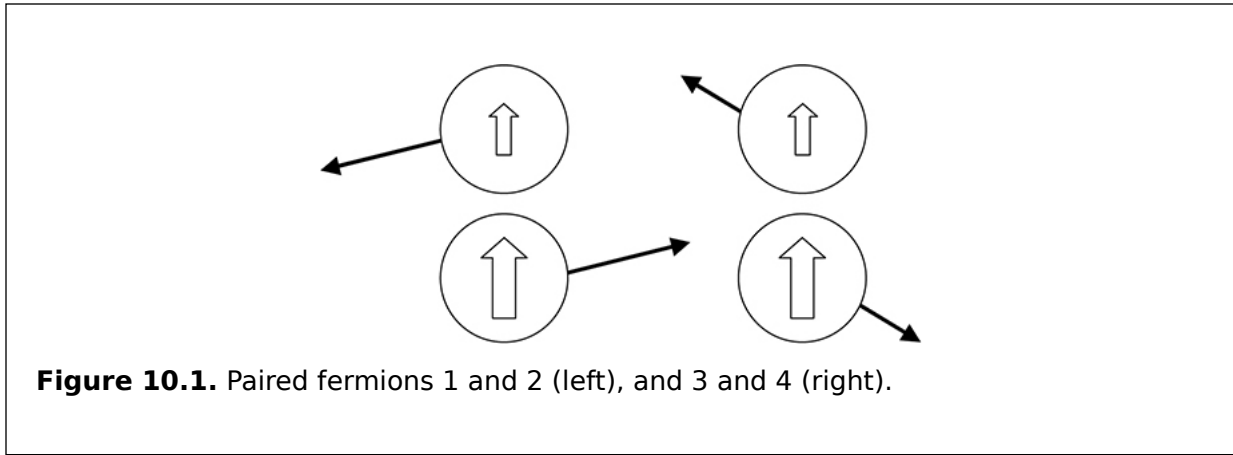 Figure 10.1. Paired fermions 1 and 2 (left), and 3 and 4 (right).